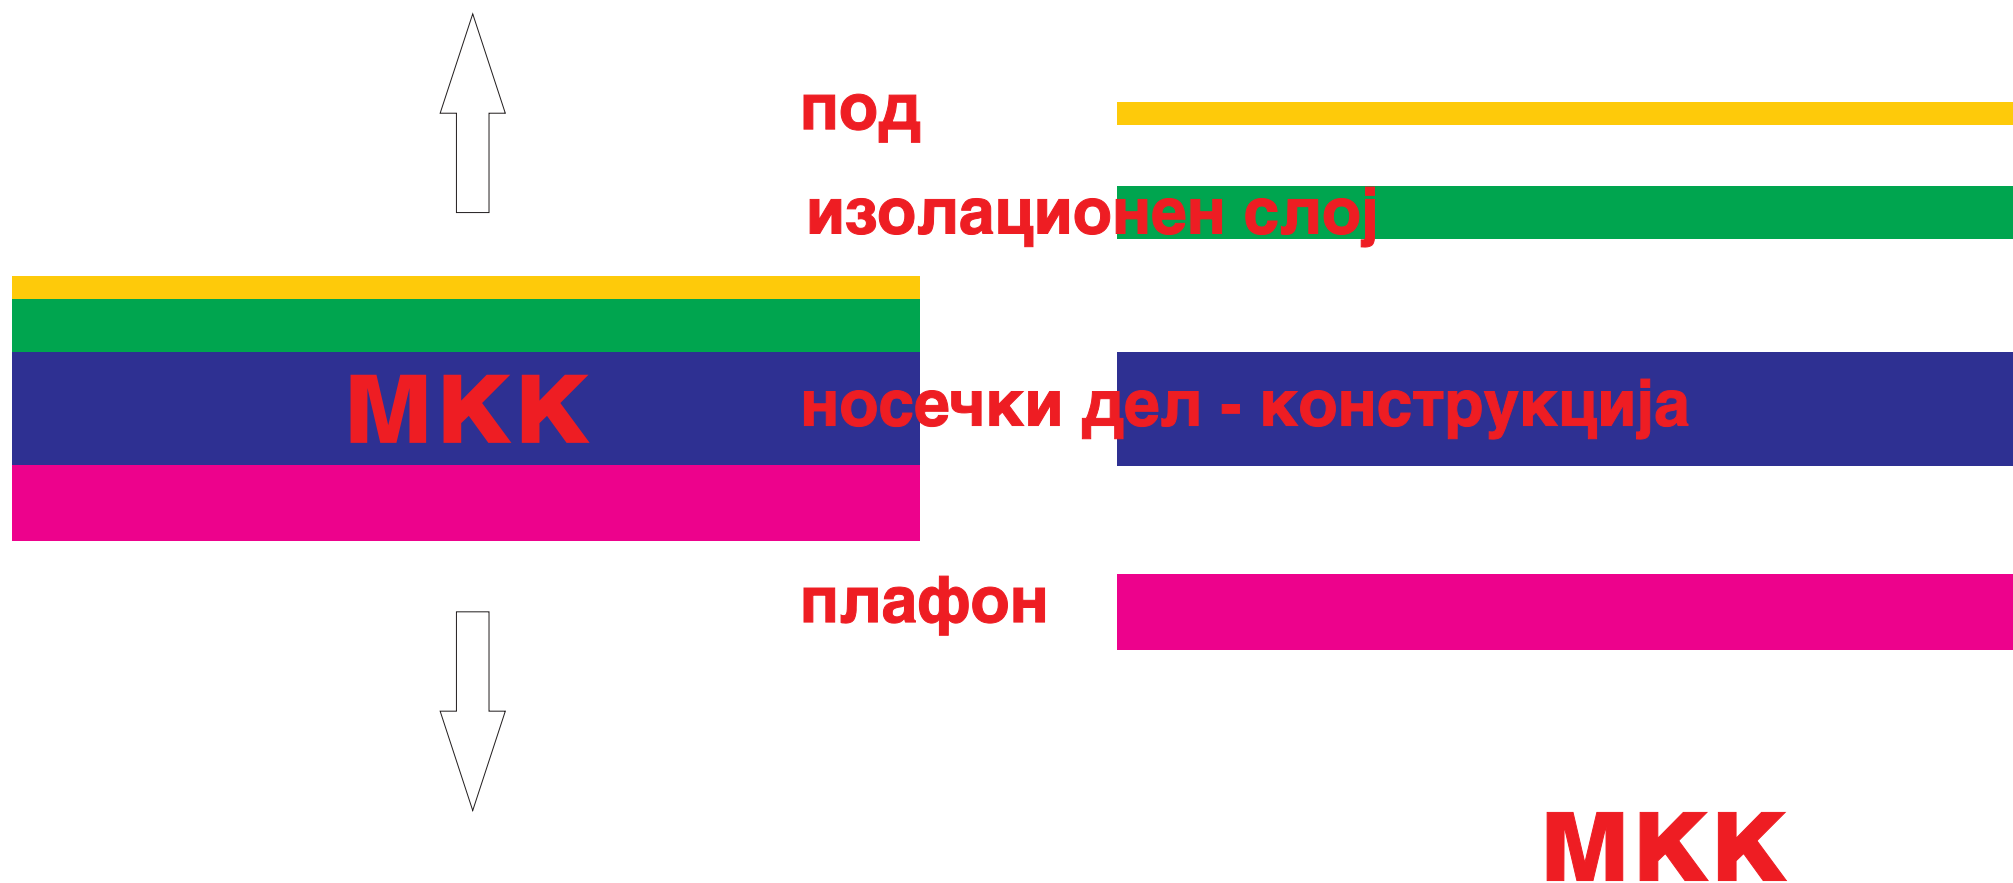 под
изолационен слој
МКК
носечки дел - конструкција
плафон
МКК